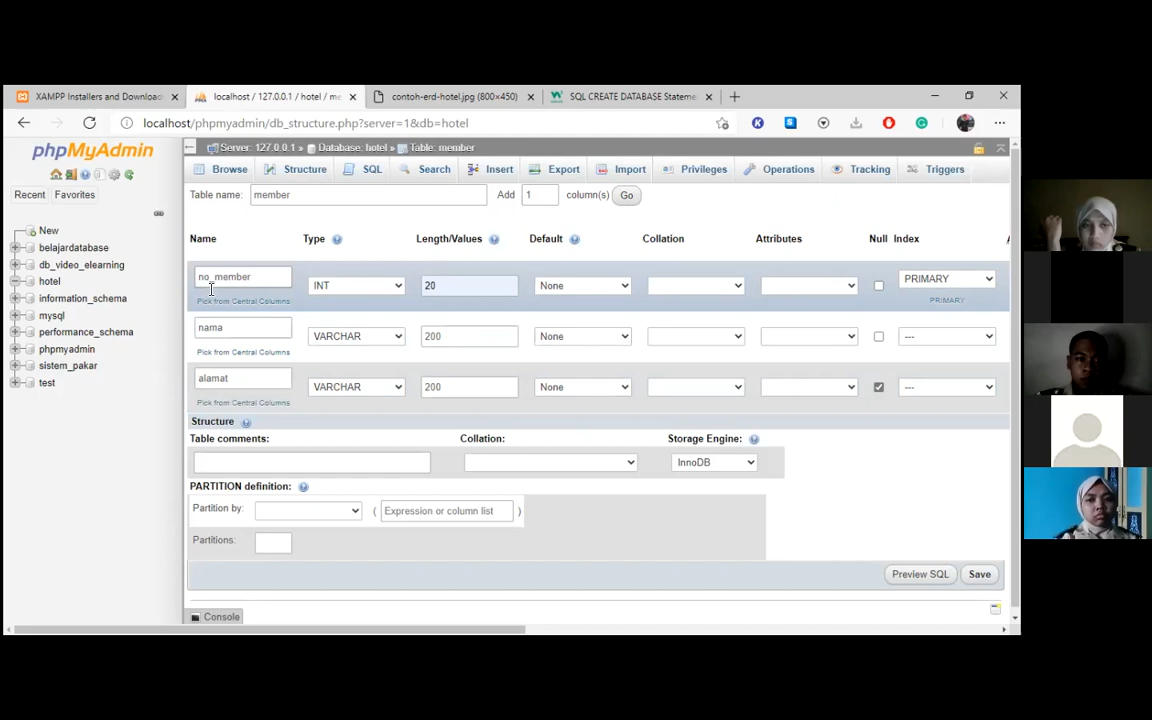 XAMPP Installers and Download
localhost / 127.0.0.1 / hotel / me
contoh-erd-hotel.jpg (800×450)
SQL CREATE DATABASE Stateme
localhost/phpmyadmin/db_structure.php?server=1&db=hotel
phpMyAdmin
Recent Favorites
New
belajardatabase
db_video_elearning
hotel
information_schema
mysql
performance_schema
phpmyadmin
sistem_pakar
test
Server: 127.0.0.1 » Database: hotel » Table: member
Browse Structure SQL Search Insert Export Import Privileges Operations Tracking Triggers
Table name: member Add 1 column(s) Go
Name Type Length/Values Default Collation Attributes Null Index
no_member INT 20 None PRIMARY
Pick from Central Columns PRIMARY
nama VARCHAR 200 None ---
Pick from Central Columns
alamat VARCHAR 200 None ---
Pick from Central Columns
Structure
Table comments: Collation: Storage Engine:
InnoDB
PARTITION definition:
Partition by: ( Expression or column list )
Partitions:
Preview SQL Save
Console